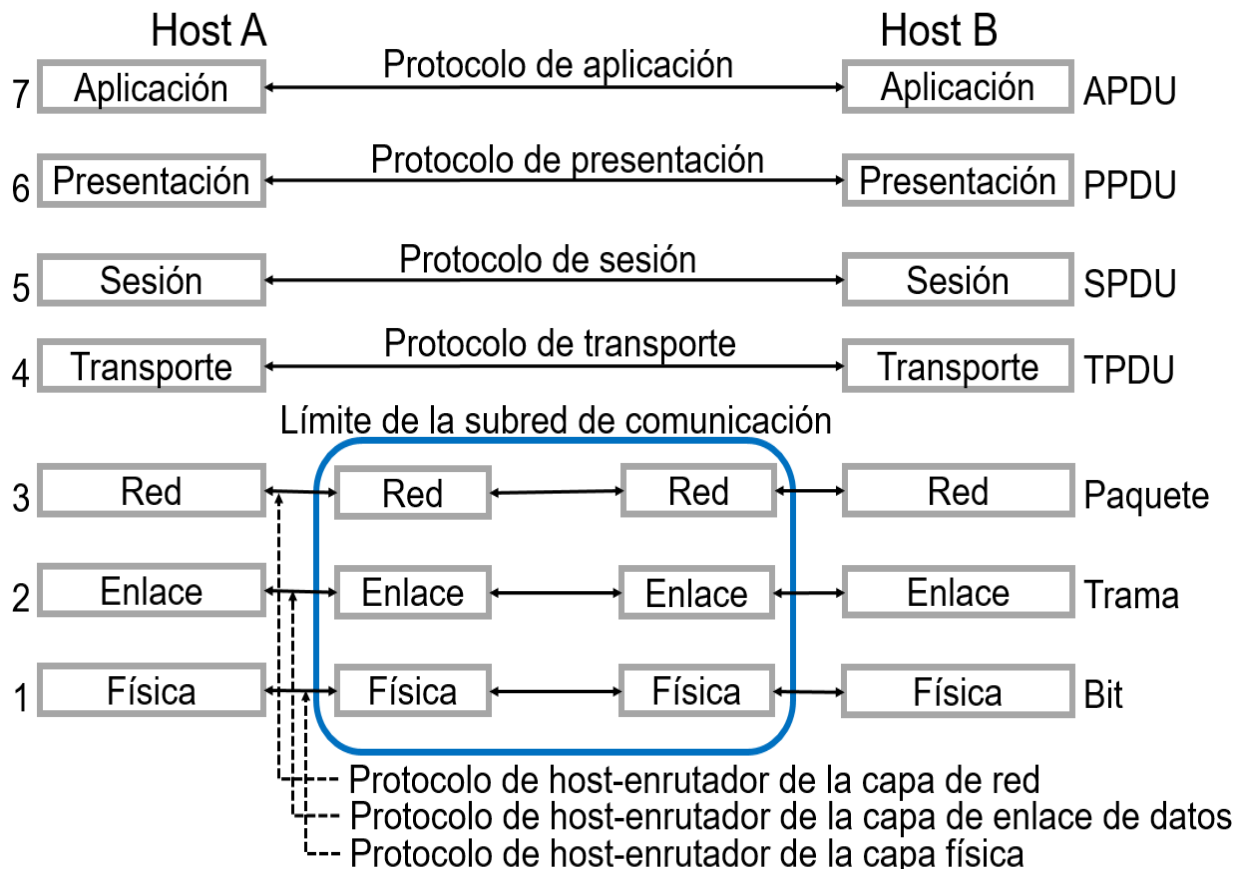 Host A Host B
Protocolo de aplicación
7 Aplicación Aplicación APDU
Protocolo de presentación
6 Presentación Presentación PPDU
Protocolo de sesión
5 Sesión Sesión SPDU
Protocolo de transporte
4 Transporte Transporte TPDU
Límite de la subred de comunicación
3 Red Red Red Red Paquete
2 Enlace Enlace Enlace Enlace Trama
1 Física Física Física Física Bit
Protocolo de host-enrutador de la capa de red
Protocolo de host-enrutador de la capa de enlace de datos
Protocolo de host-enrutador de la capa física